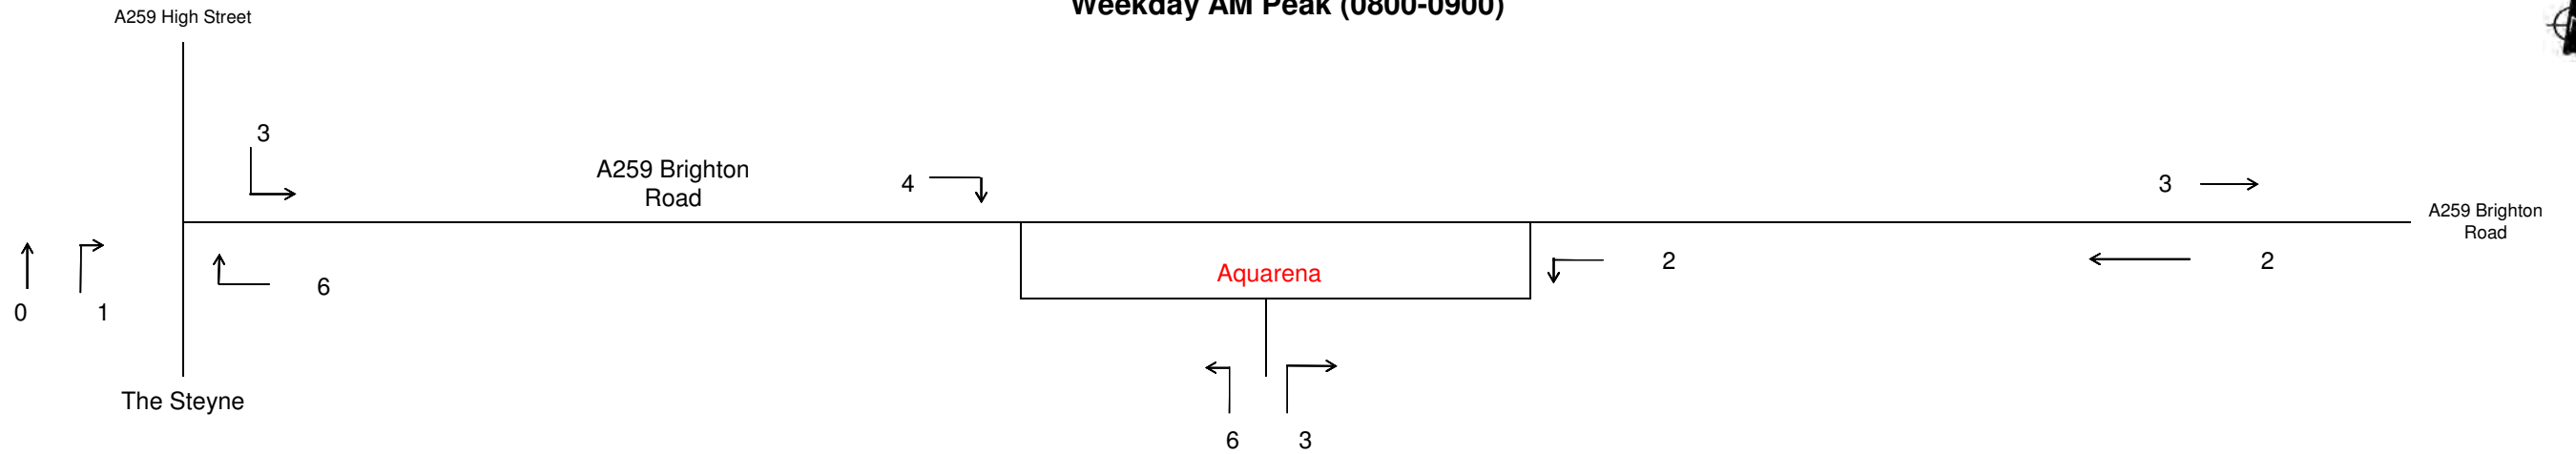 Weekday AM Peak (0800-0900)
A259 High Street
3
A259 Brighton
Road
4
3
A259 Brighton
Road
6
Aquarena
2
2
0
1
The Steyne
6
3